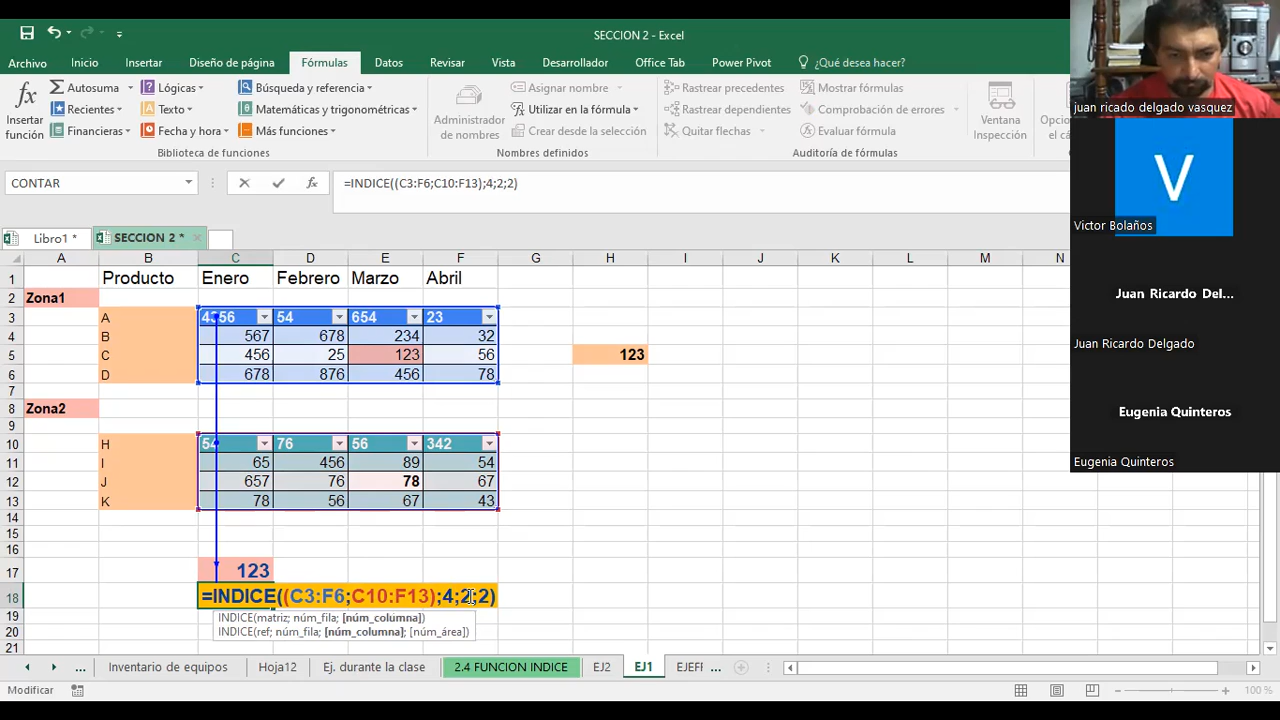 SECCION 2 - Excel
Archivo Inicio Insertar Diseño de página Fórmulas Datos Revisar Vista Desarrollador Office Tab Power Pivot ¿Qué desea hacer?
fx Insertar función
Autosuma
Recientes
Financieras
Lógicas
Texto
Fecha y hora
Búsqueda y referencia
Matemáticas y trigonométricas
Más funciones
Biblioteca de funciones
Administrador de nombres
Asignar nombre
Utilizar en la fórmula
Crear desde la selección
Nombres definidos
Rastrear precedentes
Rastrear dependientes
Quitar flechas
Mostrar fórmulas
Comprobación de errores
Evaluar fórmula
Auditoría de fórmulas
Ventana Inspección
CONTAR fx =INDICE((C3:F6;C10:F13);4;2;2)
Libro1 * SECCION 2 *
A B C D E F G H I J K L M N
1 Producto Enero Febrero Marzo Abril
2 Zona1
3 A 4356 54 654 23
4 B 567 678 234 32
5 C 456 25 123 56 123
6 D 678 876 456 78
7
8 Zona2
9
10 H 54 76 56 342
11 I 65 456 89 54
12 J 657 76 78 67
13 K 78 56 67 43
14
15
16
17 123
18 =INDICE((C3:F6;C10:F13);4;2;2)
19 INDICE(matriz; núm_fila; [núm_columna])
20 INDICE(ref; núm_fila; [núm_columna]; [núm_área])
21
... Inventario de equipos Hoja12 Ej. durante la clase 2.4 FUNCION INDICE EJ2 EJ1 EJEFI ...
Modificar 100 %
juan ricado delgado vasquez
V
Victor Bolaños
Juan Ricardo Del...
Juan Ricardo Delgado
Eugenia Quinteros
Eugenia Quinteros